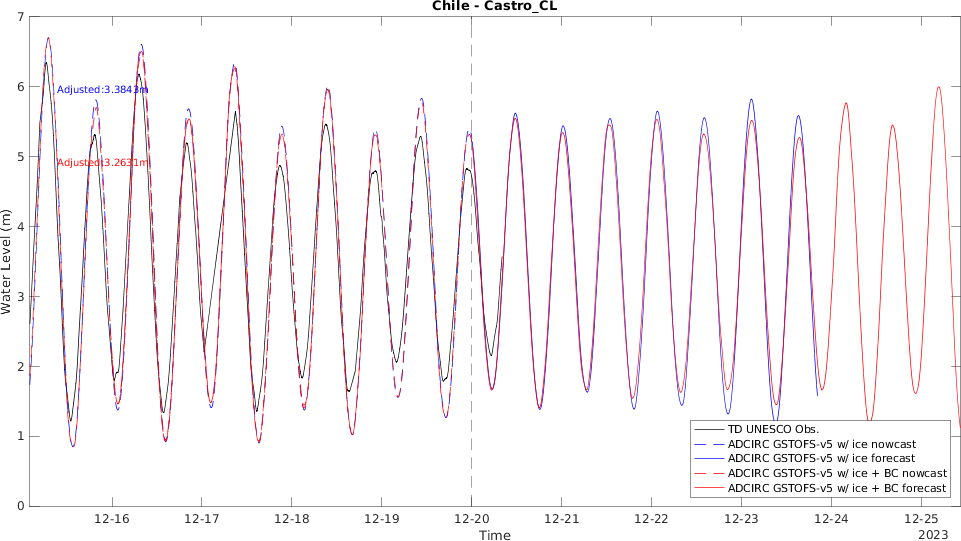 Chile - Castro_CL
Water Level (m)
7
6
5
4
3
2
1
0
Adjusted:3.3843m
Adjusted:3.2631m
TD UNESCO Obs.
ADCIRC GSTOFS-v5 w/ ice nowcast
ADCIRC GSTOFS-v5 w/ ice forecast
ADCIRC GSTOFS-v5 w/ ice + BC nowcast
ADCIRC GSTOFS-v5 w/ ice + BC forecast
12-16 12-17 12-18 12-19 12-20 12-21 12-22 12-23 12-24 12-25
2023
Time